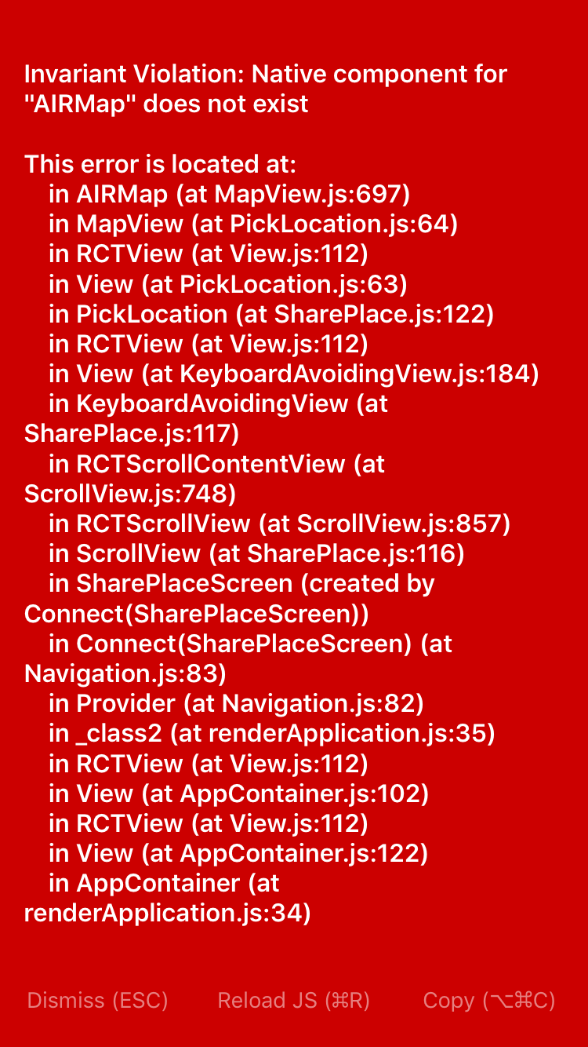 Invariant Violation: Native component for
"AIRMap" does not exist
This error is located at:
in AIRMap (at MapView.js:697)
in MapView (at PickLocation.js:64)
in RCTView (at View.js:112)
in View (at PickLocation.js:63)
in PickLocation (at SharePlace.js:122)
in RCTView (at View.js:112)
in View (at KeyboardAvoidingView.js:184)
in KeyboardAvoidingView (at
SharePlace.js:117)
in RCTScrollContentView (at
ScrollView.js:748)
in RCTScrollView (at ScrollView.js:857)
in ScrollView (at SharePlace.js:116)
in SharePlaceScreen (created by
Connect(SharePlaceScreen))
in Connect(SharePlaceScreen) (at
Navigation.js:83)
in Provider (at Navigation.js:82)
in _class2 (at renderApplication.js:35)
in RCTView (at View.js:112)
in View (at AppContainer.js:102)
in RCTView (at View.js:112)
in View (at AppContainer.js:122)
in AppContainer (at
renderApplication.js:34)
Dismiss (ESC) Reload JS (⌘R) Copy (⌥⌘C)